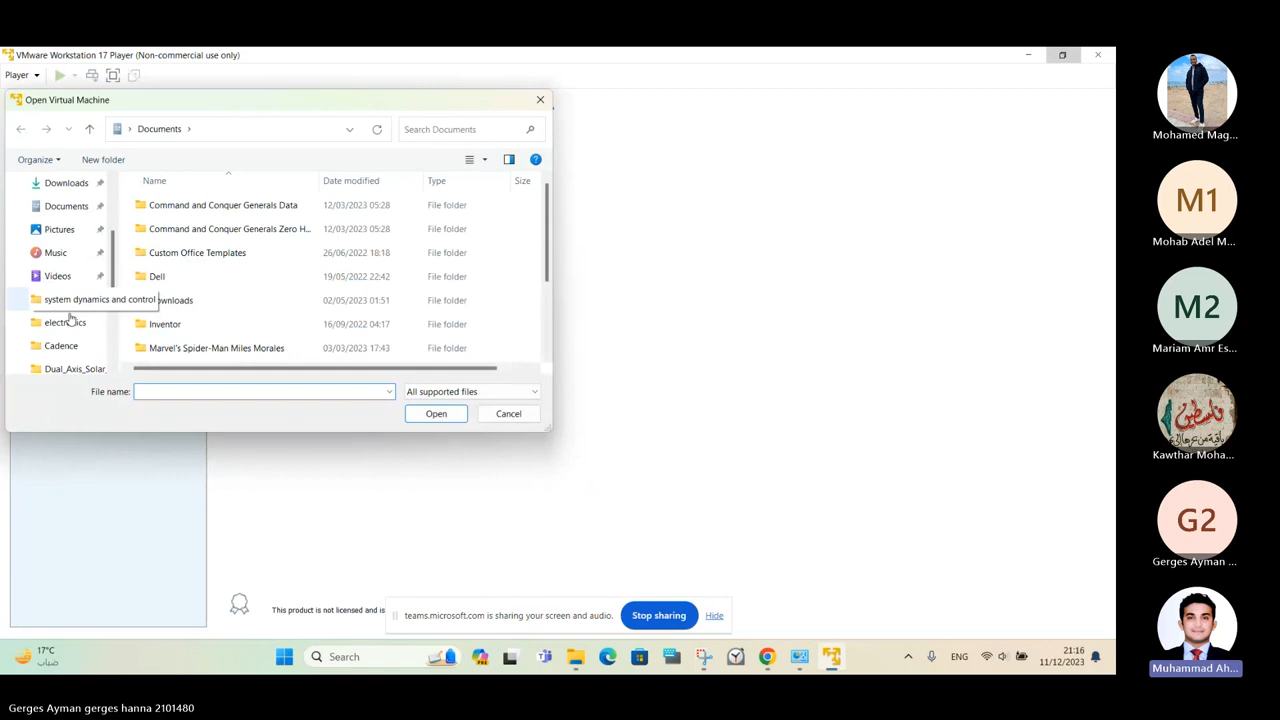 VMware Workstation 17 Player (Non-commercial use only)
Player
Open Virtual Machine
Documents
Search Documents
Organize
New folder
Name
Date modified
Type
Size
Downloads
Documents
Pictures
Music
Videos
system dynamics and control
electronics
Cadence
Dual_Axis_Solar_
Command and Conquer Generals Data 12/03/2023 05:28 File folder
Command and Conquer Generals Zero H... 12/03/2023 05:28 File folder
Custom Office Templates 26/06/2022 18:18 File folder
Dell 19/05/2022 22:42 File folder
ownloads 02/05/2023 01:51 File folder
Inventor 16/09/2022 04:17 File folder
Marvel's Spider-Man Miles Morales 03/03/2023 17:43 File folder
File name:
All supported files
Open
Cancel
This product is not licensed and is
teams.microsoft.com is sharing your screen and audio.
Stop sharing
Hide
17°C
ضباب
Search
ENG
21:16
11/12/2023
Mohamed Mag...
M1
Mohab Adel M...
M2
Mariam Amr Es...
فلسطين
Kawthar Moha...
G2
Gerges Ayman ...
Muhammad Ah...
Gerges Ayman gerges hanna 2101480